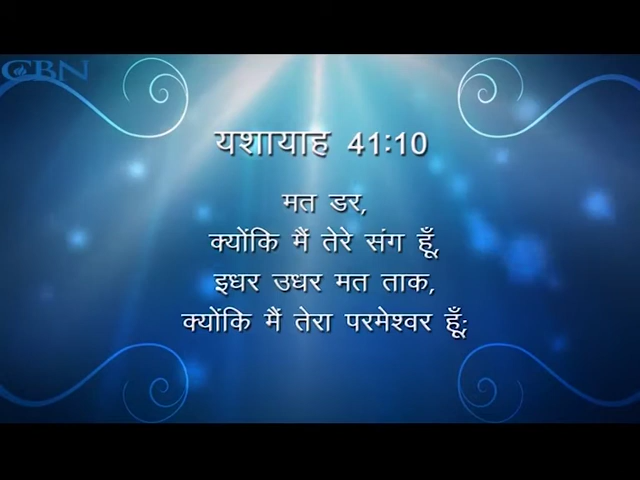 CBN
यशायाह 41:10
मत डर,
क्योंकि मैं तेरे संग हूँ,
इधर उधर मत ताक,
क्योंकि मैं तेरा परमेश्वर हूँ;